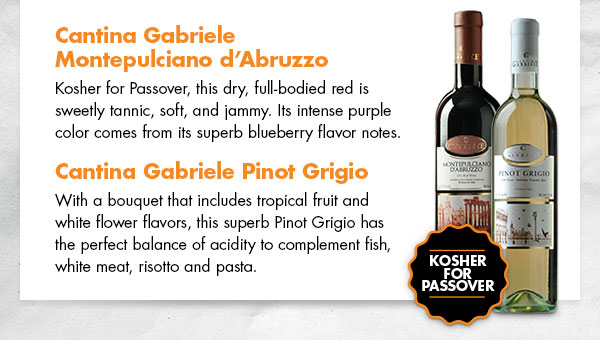 Cantina Gabriele
Montepulciano d’Abruzzo
Kosher for Passover, this dry, full-bodied red is
sweetly tannic, soft, and jammy. Its intense purple
color comes from its superb blueberry flavor notes.
Cantina Gabriele Pinot Grigio
With a bouquet that includes tropical fruit and
white flower flavors, this superb Pinot Grigio has
the perfect balance of acidity to complement fish,
white meat, risotto and pasta.
MONTEPULCIANO
D'ABRUZZO
PINOT GRIGIO
KOSHER
FOR
PASSOVER